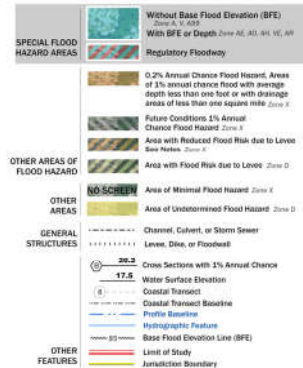 SPECIAL FLOOD
HAZARD AREAS
Without Base Flood Elevation (BFE)
Zone A, V, A99
With BFE or Depth Zone AE, AO, AH, VE, AR
Regulatory Floodway
OTHER AREAS OF
FLOOD HAZARD
0.2% Annual Chance Flood Hazard, Areas
of 1% annual chance flood with average
depth less than one foot or with drainage
areas of less than one square mile Zone X
Future Conditions 1% Annual
Chance Flood Hazard Zone X
Area with Reduced Flood Risk due to Levee
See Notes Zone X
Area with Flood Risk due to Levee Zone D
OTHER
AREAS
NO SCREEN
Area of Minimal Flood Hazard Zone X
Area of Undetermined Flood Hazard Zone D
GENERAL
STRUCTURES
Channel, Culvert, or Storm Sewer
Levee, Dike, or Floodwall
OTHER
FEATURES
20.2
B
Cross Sections with 1% Annual Chance
17.5
Water Surface Elevation
8
Coastal Transect
Coastal Transect Baseline
Profile Baseline
Hydrographic Feature
513
Base Flood Elevation Line (BFE)
Limit of Study
Jurisdiction Boundary